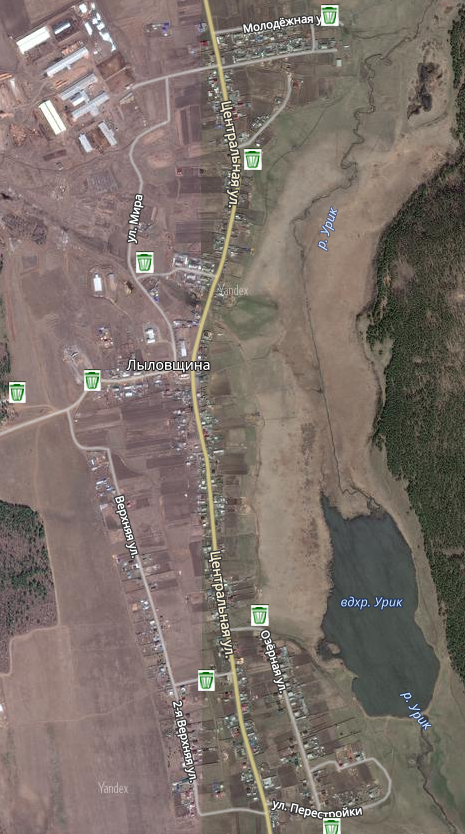 Молодёжная у
Центральная ул.
ул. Мира
р. Урик
Yandex
Лыловщина
Верхняя ул.
Центральная ул.
вдхр. Урик
Озёрная ул.
р. Урик
2-я Верхняя ул.
Yandex
ул. Перестройки